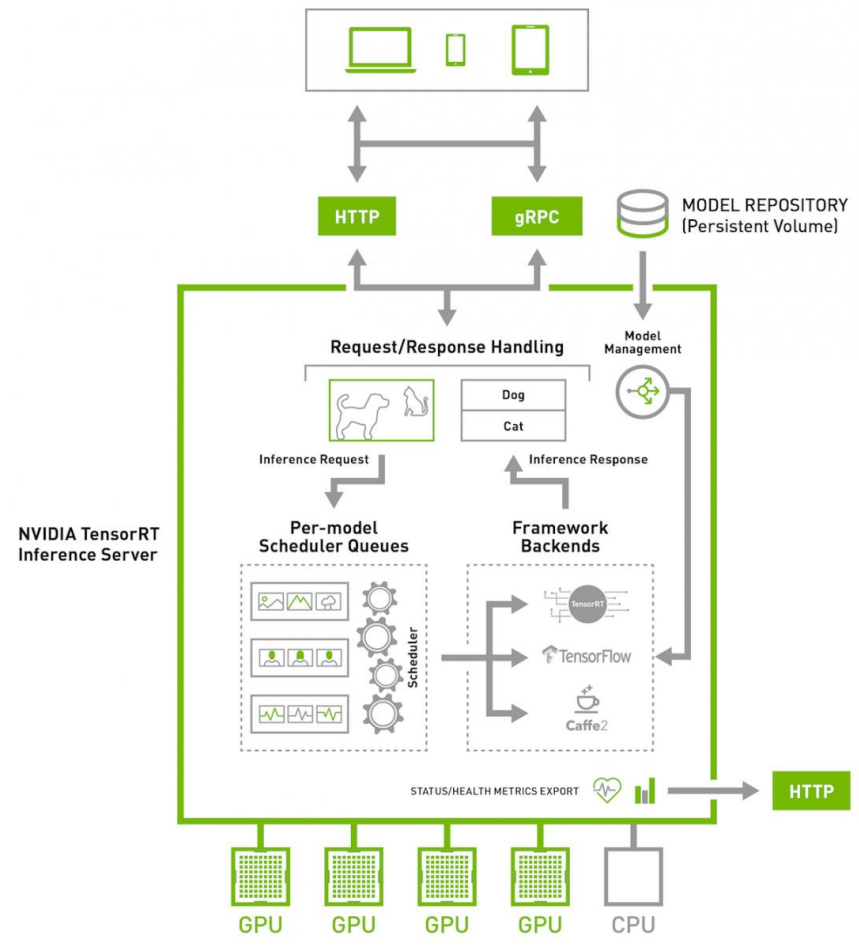 HTTP
gRPC
MODEL REPOSITORY
(Persistent Volume)
Request/Response Handling
Model
Management
Dog
Cat
Inference Request
Inference Response
NVIDIA TensorRT
Inference Server
Per-model
Scheduler Queues
Framework
Backends
Scheduler
TensorRT
TensorFlow
Caffe2
STATUS/HEALTH METRICS EXPORT
HTTP
GPU
GPU
GPU
GPU
CPU